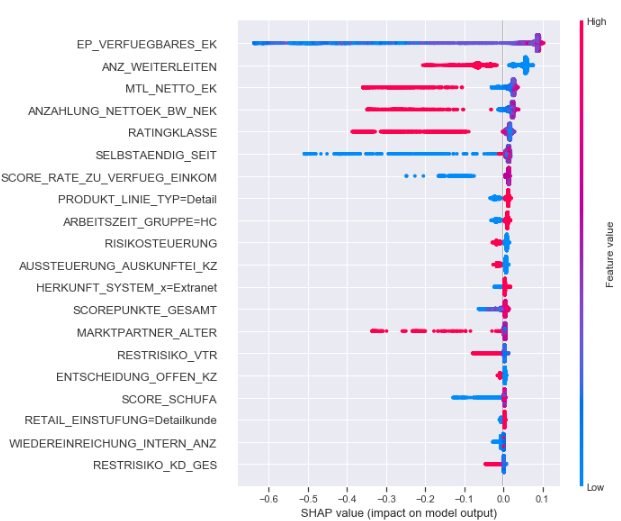 High
EP_VERFUEGBARES_EK
ANZ_WEITERLEITEN
MTL_NETTO_EK
ANZAHLUNG_NETTOEK_BW_NEK
RATINGKLASSE
SELBSTAENDIG_SEIT
SCORE_RATE_ZU_VERFUEG_EINKOM
PRODUKT_LINIE_TYP=Detail
ARBEITSZEIT_GRUPPE=HC
RISIKOSTEUERUNG
AUSSTEUERUNG_AUSKUNFTEI_KZ
HERKUNFT_SYSTEM_x=Extranet
SCOREPUNKTE_GESAMT
MARKTPARTNER_ALTER
RESTRISIKO_VTR
ENTSCHEIDUNG_OFFEN_KZ
SCORE_SCHUFA
RETAIL_EINSTUFUNG=Detailkunde
WIEDEREINREICHUNG_INTERN_ANZ
RESTRISIKO_KD_GES
Feature value
Low
−0.6 −0.5 −0.4 −0.3 −0.2 −0.1 0.0 0.1
SHAP value (impact on model output)